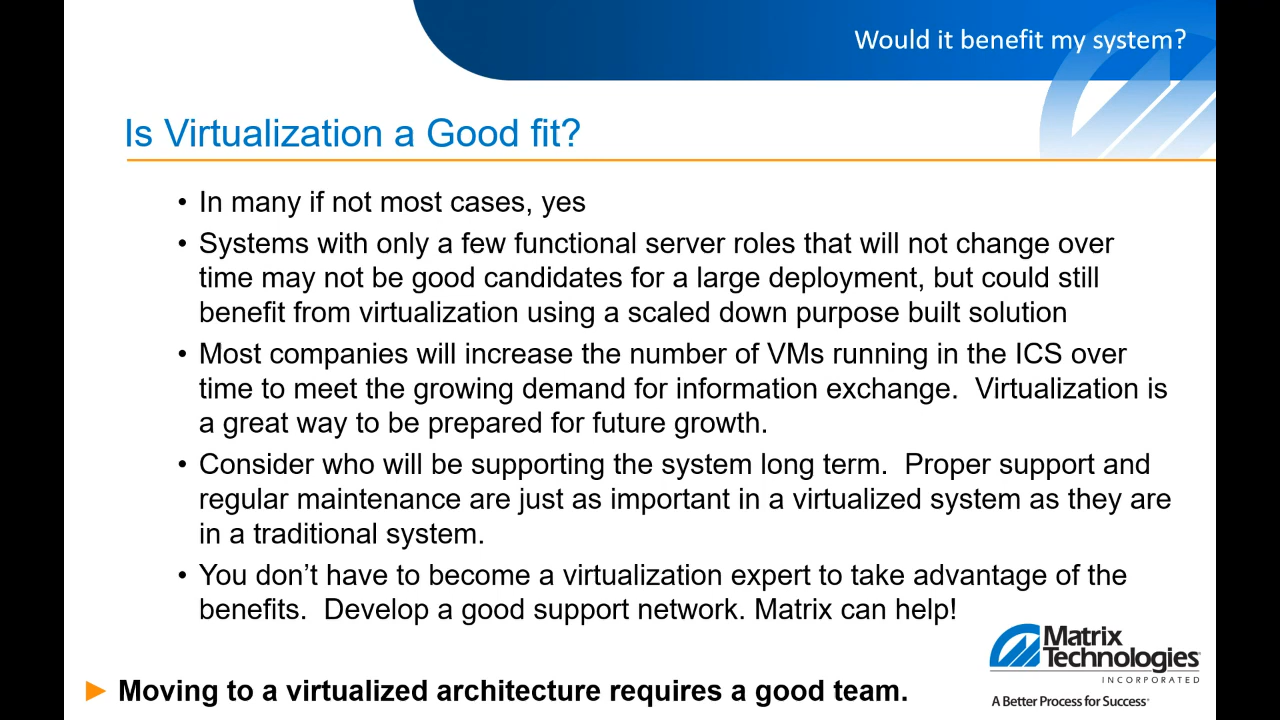 Would it benefit my system?
Is Virtualization a Good fit?
• In many if not most cases, yes
• Systems with only a few functional server roles that will not change over
time may not be good candidates for a large deployment, but could still
benefit from virtualization using a scaled down purpose built solution
• Most companies will increase the number of VMs running in the ICS over
time to meet the growing demand for information exchange.  Virtualization is
a great way to be prepared for future growth.
• Consider who will be supporting the system long term.  Proper support and
regular maintenance are just as important in a virtualized system as they are
in a traditional system.
• You don’t have to become a virtualization expert to take advantage of the
benefits.  Develop a good support network. Matrix can help!
Matrix
Technologies
INCORPORATED
A Better Process for Success
► Moving to a virtualized architecture requires a good team.